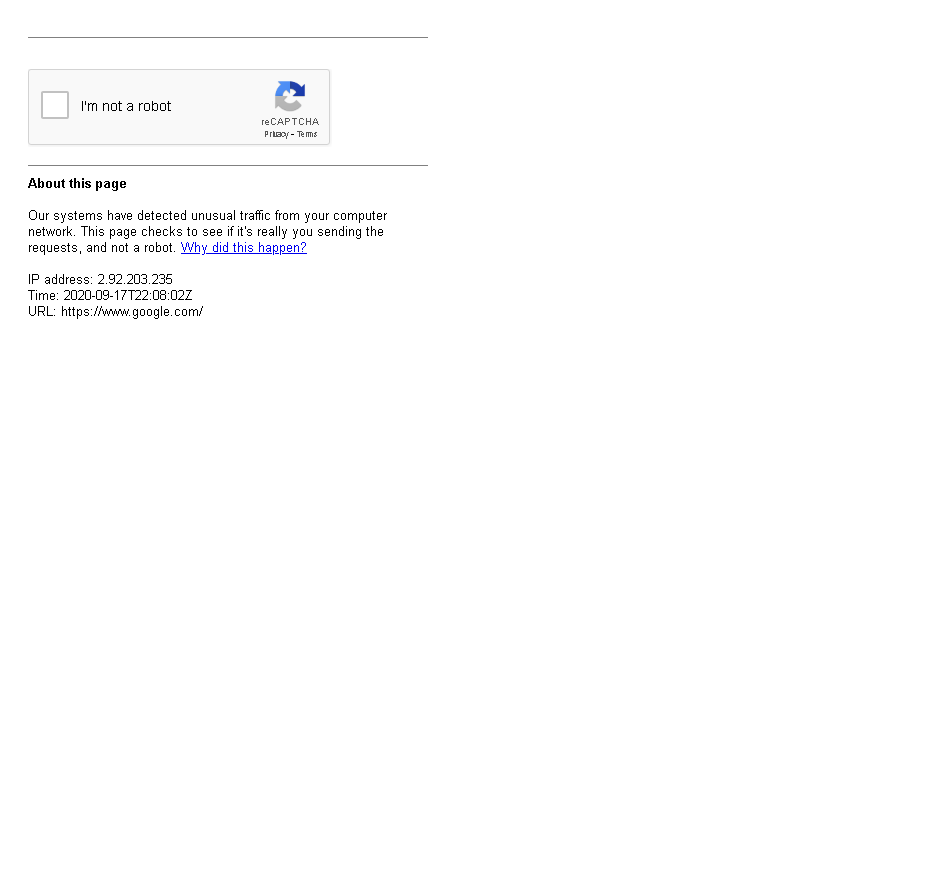 I'm not a robot
reCAPTCHA
Privacy - Terms
About this page
Our systems have detected unusual traffic from your computer
network. This page checks to see if it's really you sending the
requests, and not a robot. Why did this happen?
IP address: 2.92.203.235
Time: 2020-09-17T22:08:02Z
URL: https://www.google.com/